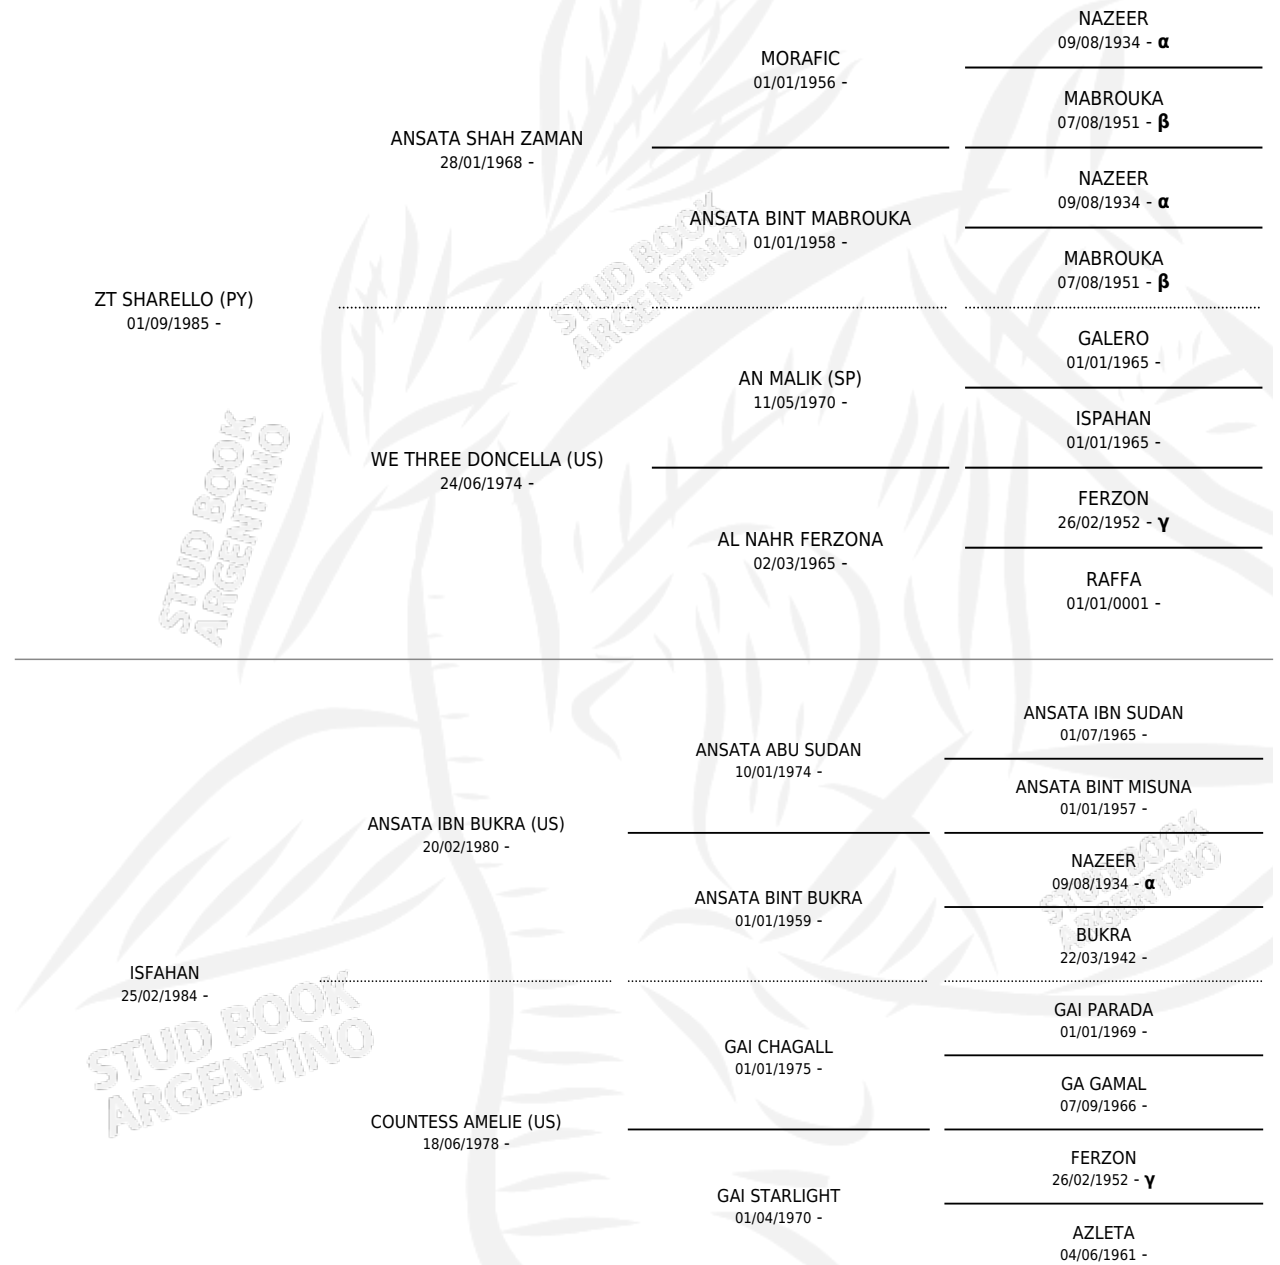 NAZEER
09/08/1934 - α
MORAFIC
01/01/1956 -
MABROUKA
07/08/1951 - β
ANSATA SHAH ZAMAN
28/01/1968 -
NAZEER
09/08/1934 - α
ANSATA BINT MABROUKA
01/01/1958 -
MABROUKA
07/08/1951 - β
ZT SHARELLO (PY)
01/09/1985 -
GALERO
01/01/1965 -
AN MALIK (SP)
11/05/1970 -
ISPAHAN
01/01/1965 -
WE THREE DONCELLA (US)
24/06/1974 -
FERZON
26/02/1952 - γ
AL NAHR FERZONA
02/03/1965 -
RAFFA
01/01/0001 -
ANSATA IBN SUDAN
01/07/1965 -
ANSATA ABU SUDAN
10/01/1974 -
ANSATA BINT MISUNA
01/01/1957 -
ANSATA IBN BUKRA (US)
20/02/1980 -
NAZEER
09/08/1934 - α
ANSATA BINT BUKRA
01/01/1959 -
BUKRA
22/03/1942 -
ISFAHAN
25/02/1984 -
GAI PARADA
01/01/1969 -
GAI CHAGALL
01/01/1975 -
GA GAMAL
07/09/1966 -
COUNTESS AMELIE (US)
18/06/1978 -
FERZON
26/02/1952 - γ
GAI STARLIGHT
01/04/1970 -
AZLETA
04/06/1961 -
STUD BOOK
ARGENTINO
STUD BOOK
ARGENTINO
STUD BOOK
ARGENTINO
STUD BOOK
ARGENTINO